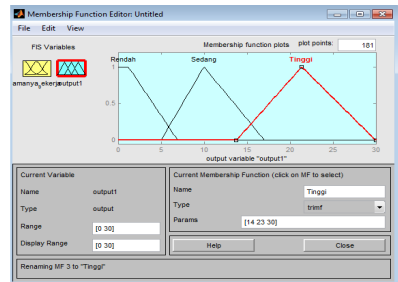 Membership Function Editor: Untitled
File Edit View
FIS Variables
Membership function plots plot points: 181
Rendah Sedang Tinggi
1
0.5
0
output1
0 5 10 15 20 25 30
output variable "output1"
Current Variable
Name output1
Type output
Range [0 30]
Display Range [0 30]
Current Membership Function (click on MF to select)
Name Tinggi
Type trimf
Params [14 23 30]
Help Close
Renaming MF 3 to "Tinggi"